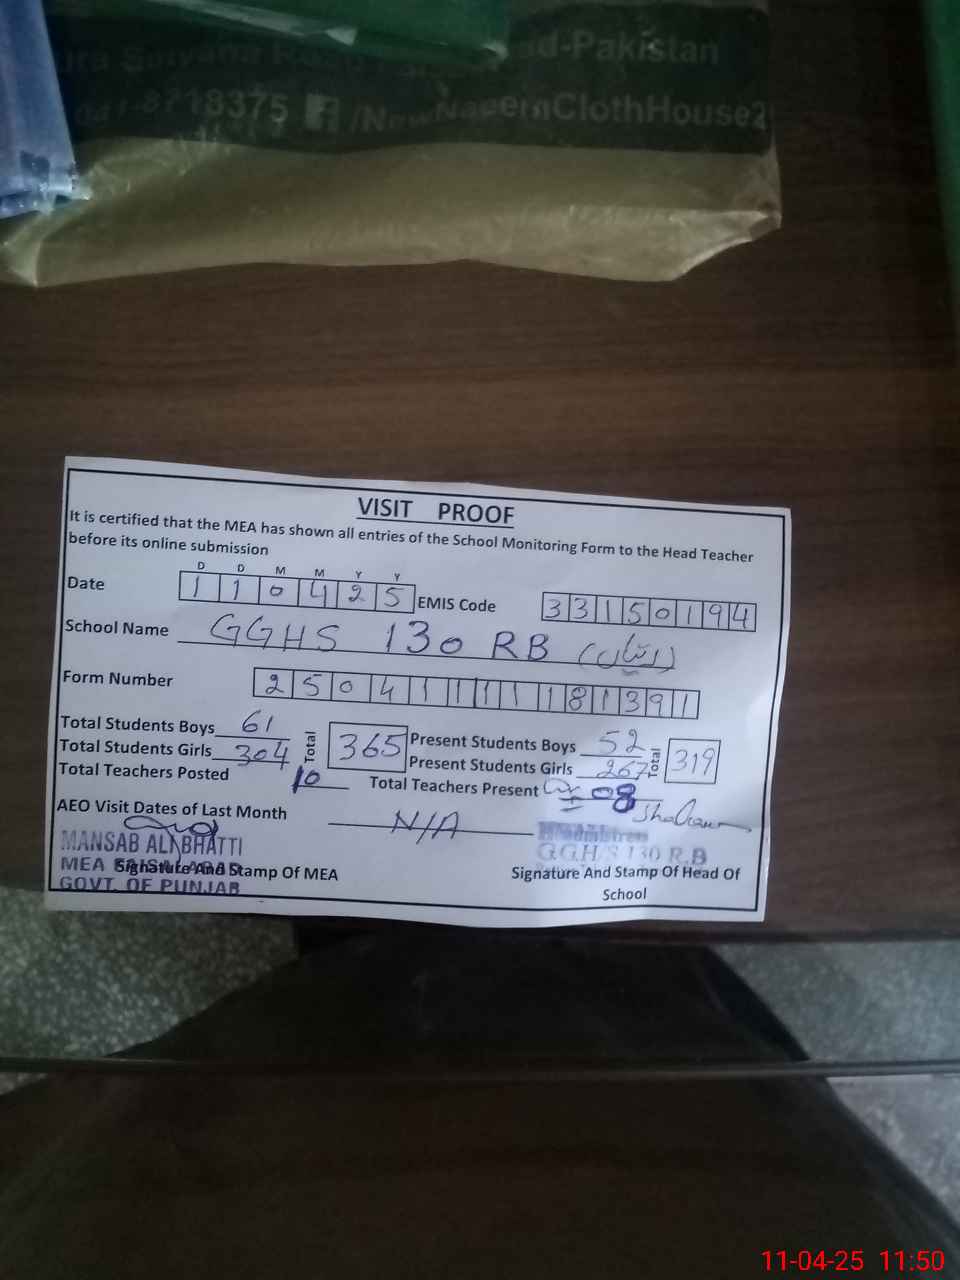 d-Pakistan
041-8718375 /NewNaeemClothHouse2
VISIT PROOF
It is certified that the MEA has shown all entries of the School Monitoring Form to the Head Teacher
before its online submission
D D M M Y Y
Date 1 1 0 4 2 5 EMIS Code 3 3 1 5 0 1 9 4
School Name GGHS 130 RB
Form Number 2 5 0 4 1 1 1 1 8 1 3 9 1
Total Students Boys 61 Total 365 Present Students Boys 52 Total 319
Total Students Girls 304 Present Students Girls 267
Total Teachers Posted 10 Total Teachers Present 08
AEO Visit Dates of Last Month N/A
MANSAB ALI BHATTI
MEA FAISALABAD
GOVT. OF PUNJAB
Signature And Stamp Of MEA
Headmistress
G.G.H/S 130 R.B
Signature And Stamp Of Head Of
School
11-04-25 11:50